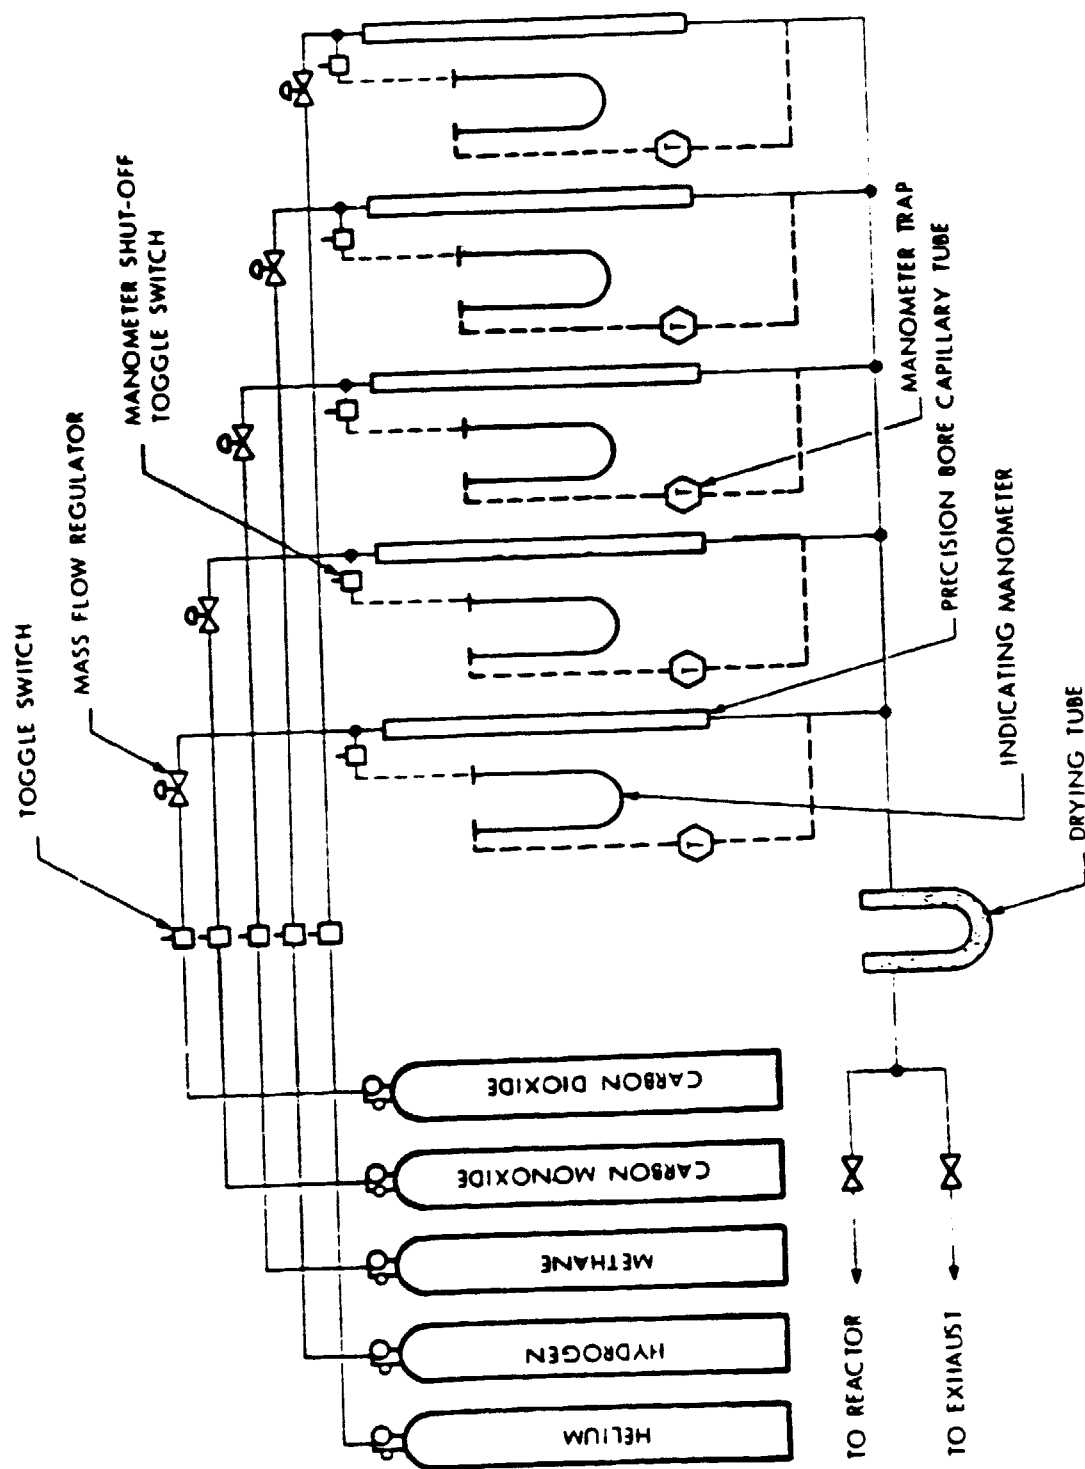 TOGGLE SWITCH
MASS FLOW REGULATOR
MANOMETER SHUT-OFF
TOGGLE SWITCH
CARBON DIOXIDE
CARBON MONOXIDE
METHANE
HYDROGEN
HELIUM
T
T
T
T
T
MANOMETER TRAP
PRECISION BORE CAPILLARY TUBE
INDICATING MANOMETER
DRYING TUBE
TO REACTOR
TO EXHAUST